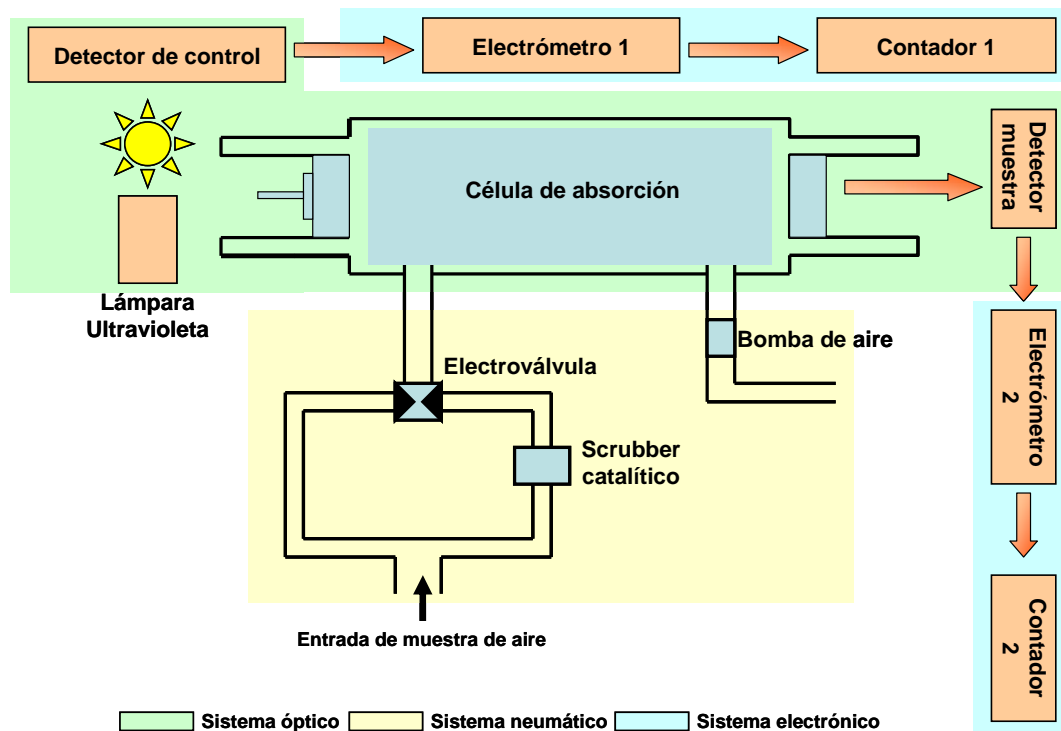 Detector de control
Electrómetro 1
Contador 1
Detector
muestra
Célula de absorción
Lámpara
Ultravioleta
Bomba de aire
Electroválvula
Electrómetro
2
Scrubber
catalítico
Contador
2
Entrada de muestra de aire
Sistema óptico
Sistema neumático
Sistema electrónico